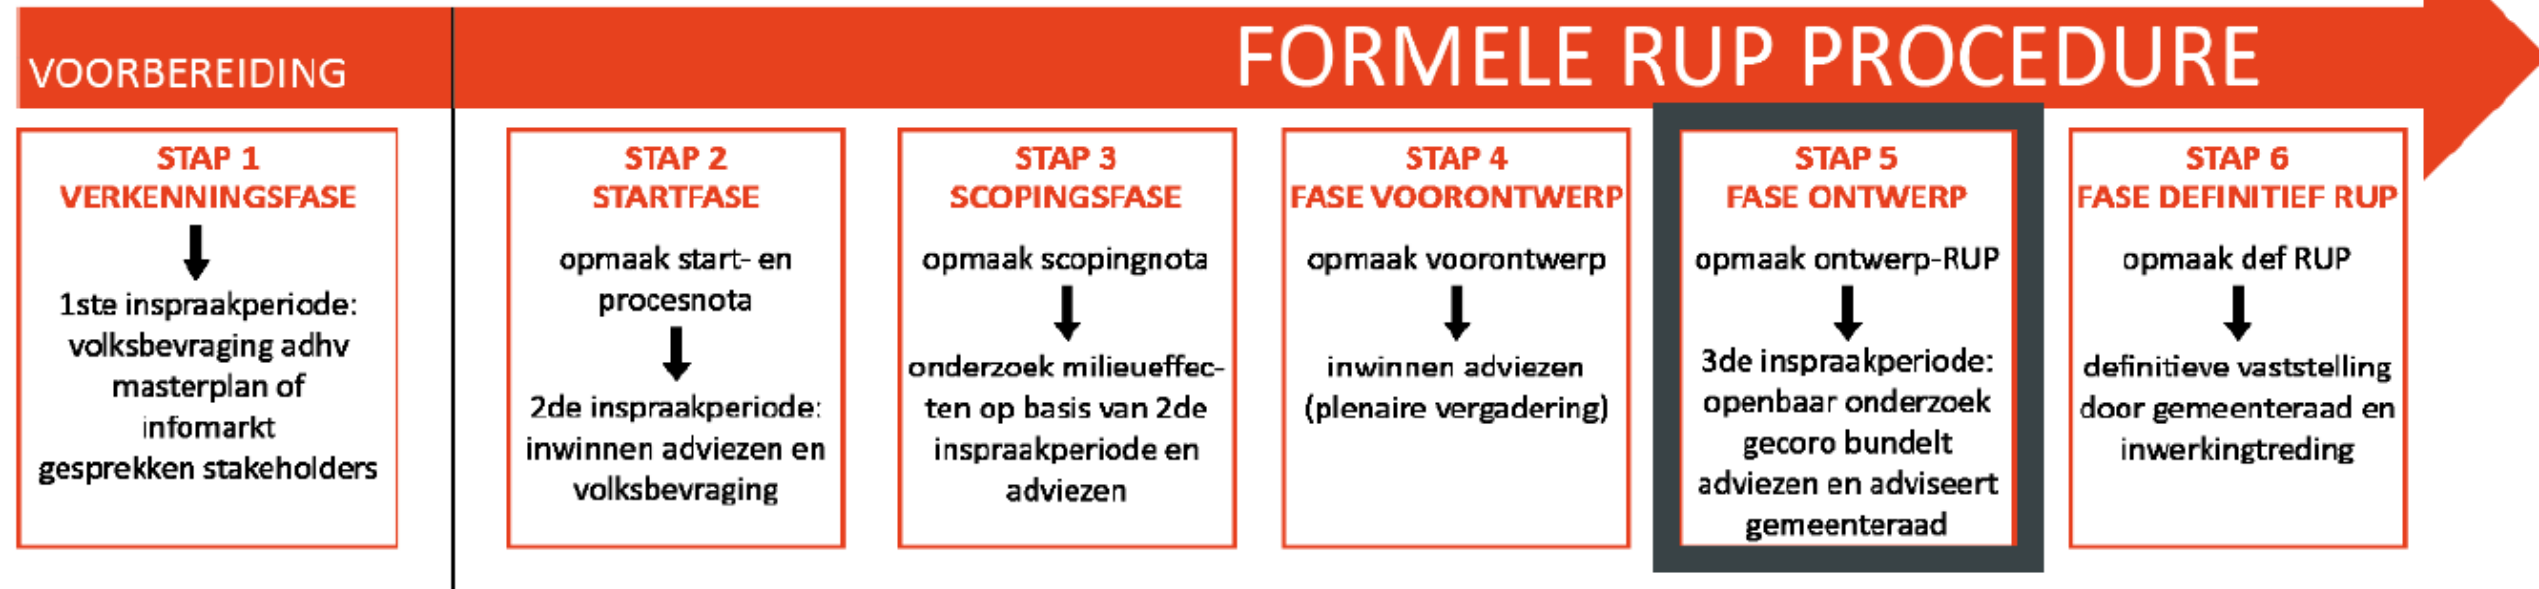 VOORBEREIDING
FORMELE RUP PROCEDURE
STAP 1
VERKENNINGSFASE
1ste inspraakperiode:
volksbevraging adhv
masterplan of
infomarkt
gesprekken stakeholders
STAP 2
STARTFASE
opmaak start- en
procesnota
2de inspraakperiode:
inwinnen adviezen en
volksbevraging
STAP 3
SCOPINGSFASE
opmaak scopingnota
onderzoek milieueffec-
ten op basis van 2de
inspraakperiode en
adviezen
STAP 4
FASE VOORONTWERP
opmaak voorontwerp
inwinnen adviezen
(plenaire vergadering)
STAP 5
FASE ONTWERP
opmaak ontwerp-RUP
3de inspraakperiode:
openbaar onderzoek
gecoro bundelt
adviezen en adviseert
gemeenteraad
STAP 6
FASE DEFINITIEF RUP
opmaak def RUP
definitieve vaststelling
door gemeenteraad en
inwerkingtreding